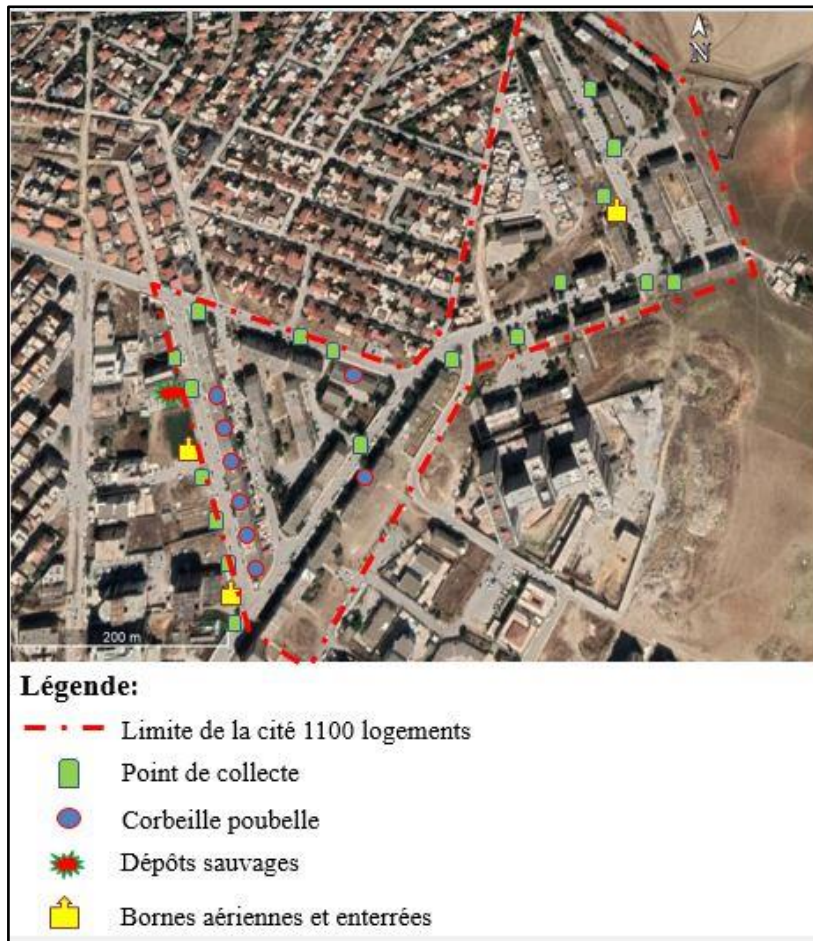 N
200 m
Légende:
Limite de la cité 1100 logements
Point de collecte
Corbeille poubelle
Dépôts sauvages
Bornes aériennes et enterrées